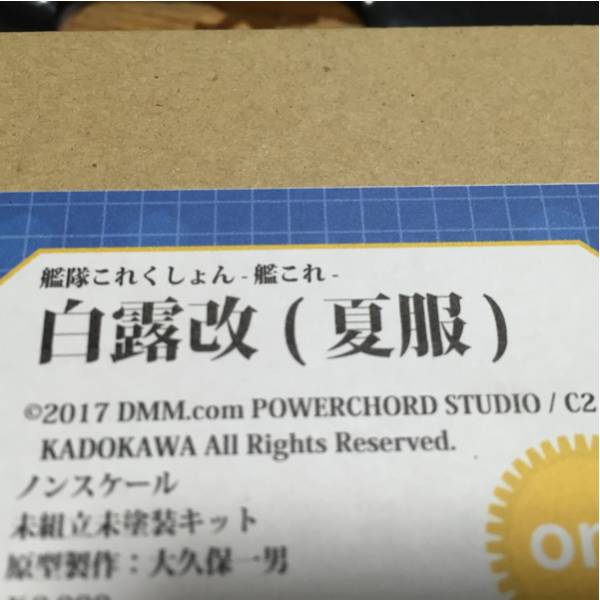 艦隊これくしょん -艦これ-
白露改 ( 夏服 )
©2017 DMM.com POWERCHORD STUDIO / C2
KADOKAWA All Rights Reserved.
ノンスケール
未組立未塗装キット
原型製作：大久保一男